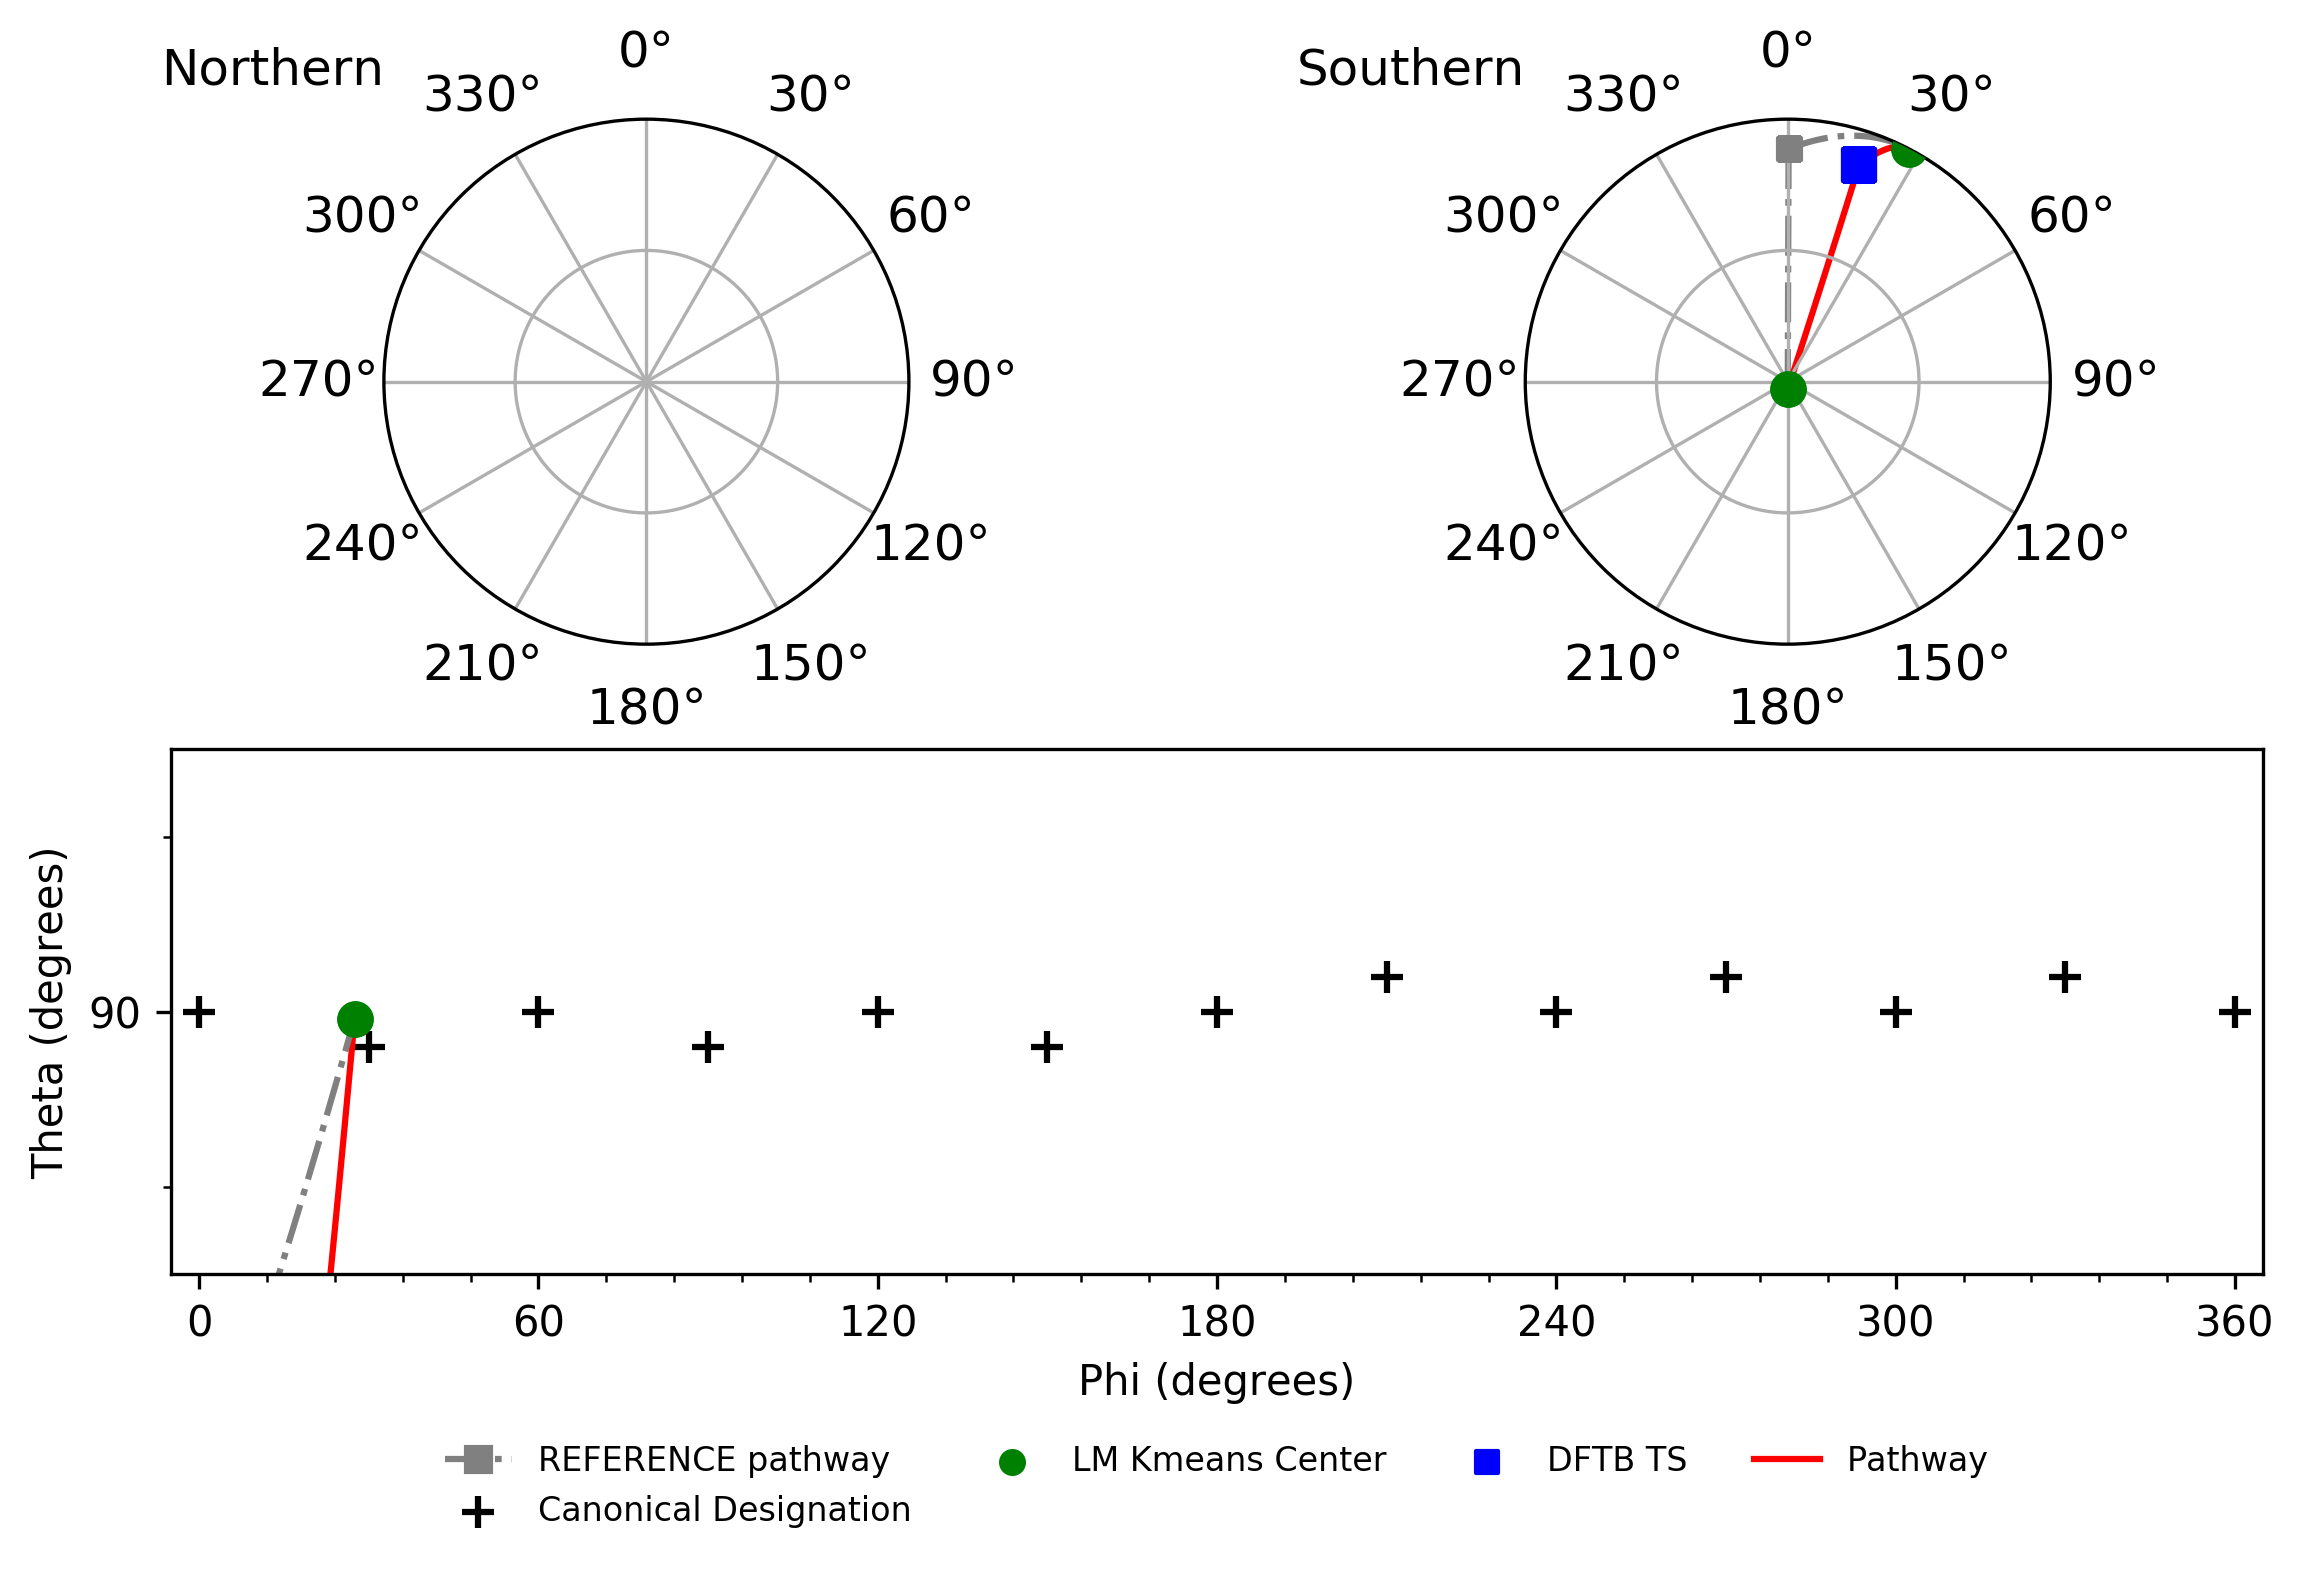 Northern
0°
30°
60°
90°
120°
150°
180°
210°
240°
270°
300°
330°
Southern
0°
30°
60°
90°
120°
150°
180°
210°
240°
270°
300°
330°
Theta (degrees)
90
0 60 120 180 240 300 360
Phi (degrees)
REFERENCE pathway
Canonical Designation
LM Kmeans Center
DFTB TS
Pathway